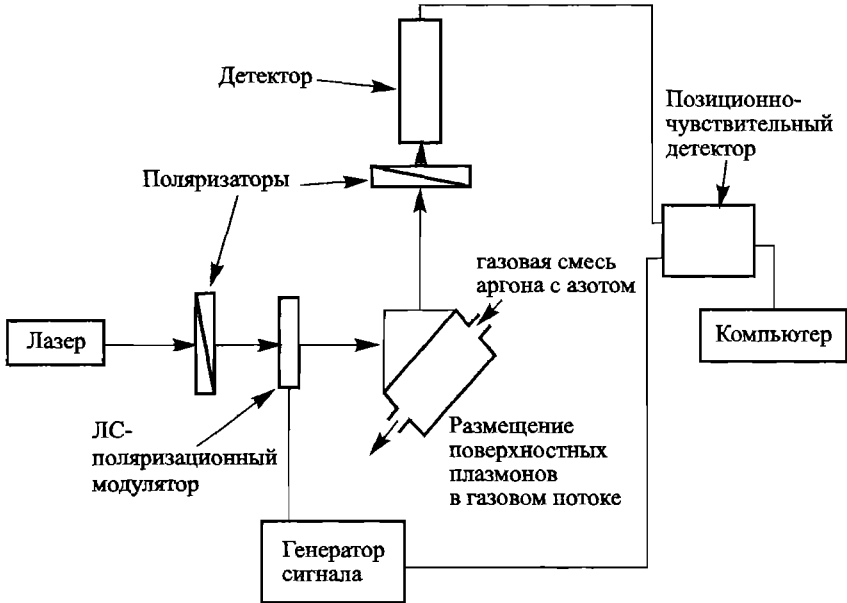 Детектор
Позиционно-
чувствительный
детектор
Поляризаторы
газовая смесь
аргона с азотом
Лазер
Компьютер
ЛС-
поляризационный
модулятор
Размещение
поверхностных
плазмонов
в газовом потоке
Генератор
сигнала